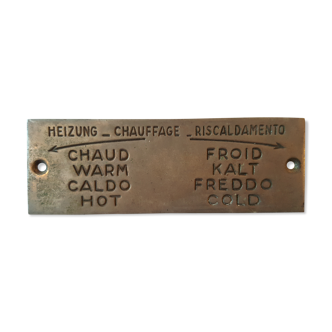 HEIZUNG _ CHAUFFAGE _ RISCALDAMENTO
CHAUD FROID
WARM KALT
CALDO FREDDO
HOT COLD